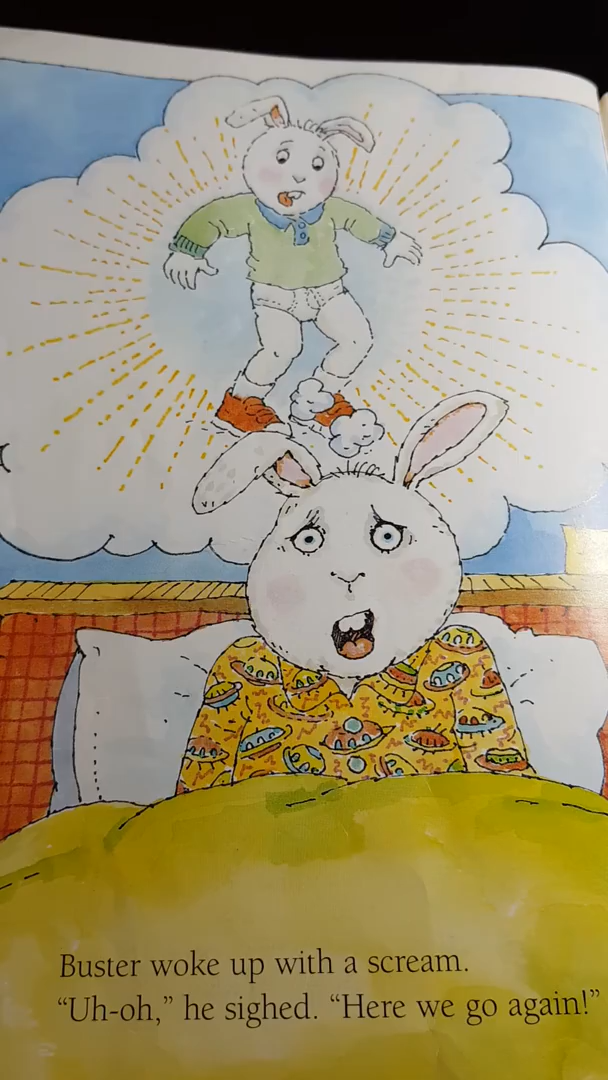 Buster woke up with a scream.
“Uh-oh,” he sighed. “Here we go again!”